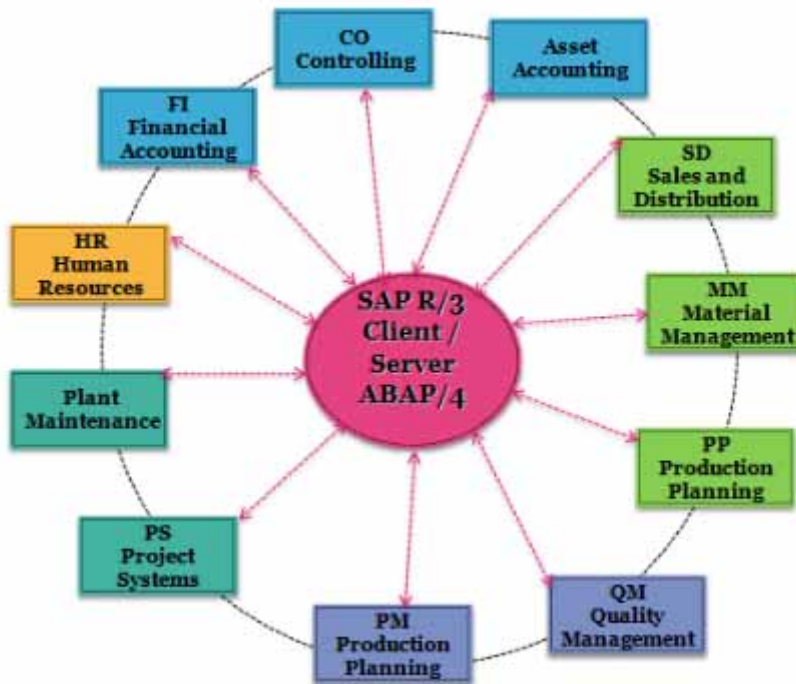 CO
Controlling
Asset
Accounting
FI
Financial
Accounting
SD
Sales and
Distribution
HR
Human
Resources
SAP R/3
Client /
Server
ABAP/4
MM
Material
Management
Plant
Maintenance
PP
Production
Planning
PS
Project
Systems
PM
Production
Planning
QM
Quality
Management